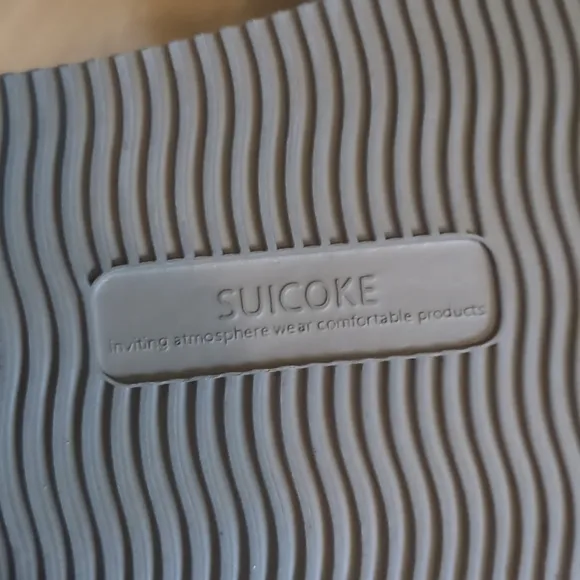 SUICOKE
inviting atmosphere wear comfortable products